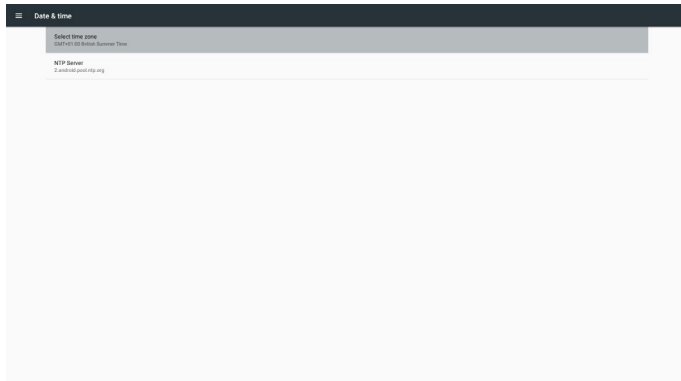 Date & time
Select time zone
GMT+01:00 British Summer Time
NTP Server
2.android.pool.ntp.org